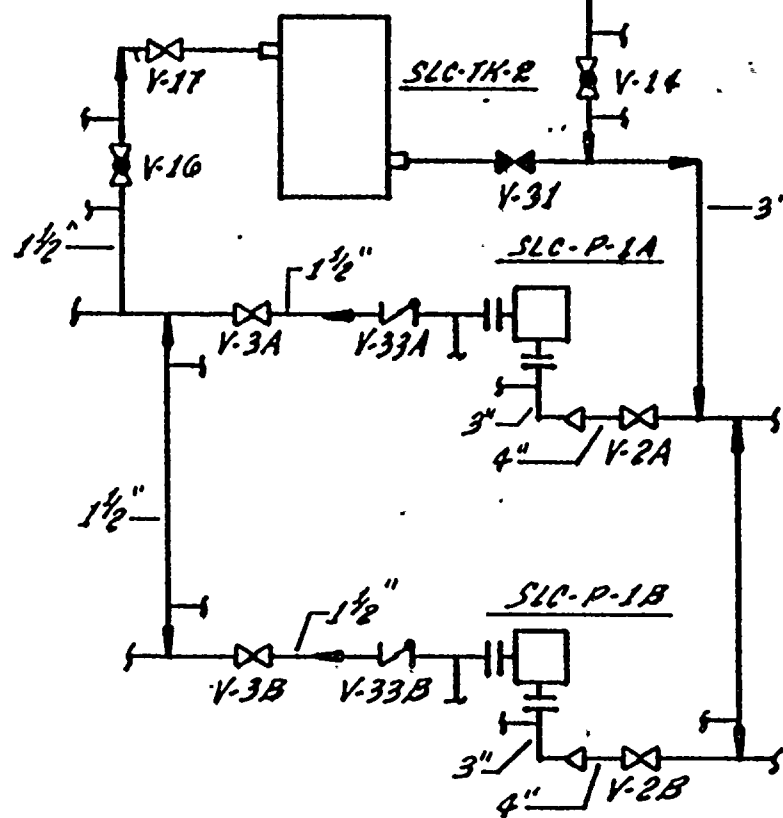 V-17
SLC-TK-2
V-14
V-16
V-31
3"
1½"
SLC-P-1A
1½"
V-3A
V-33A
3"
4"
V-2A
1½"
SLC-P-1B
1½"
V-3B
V-33B
3"
4"
V-2B